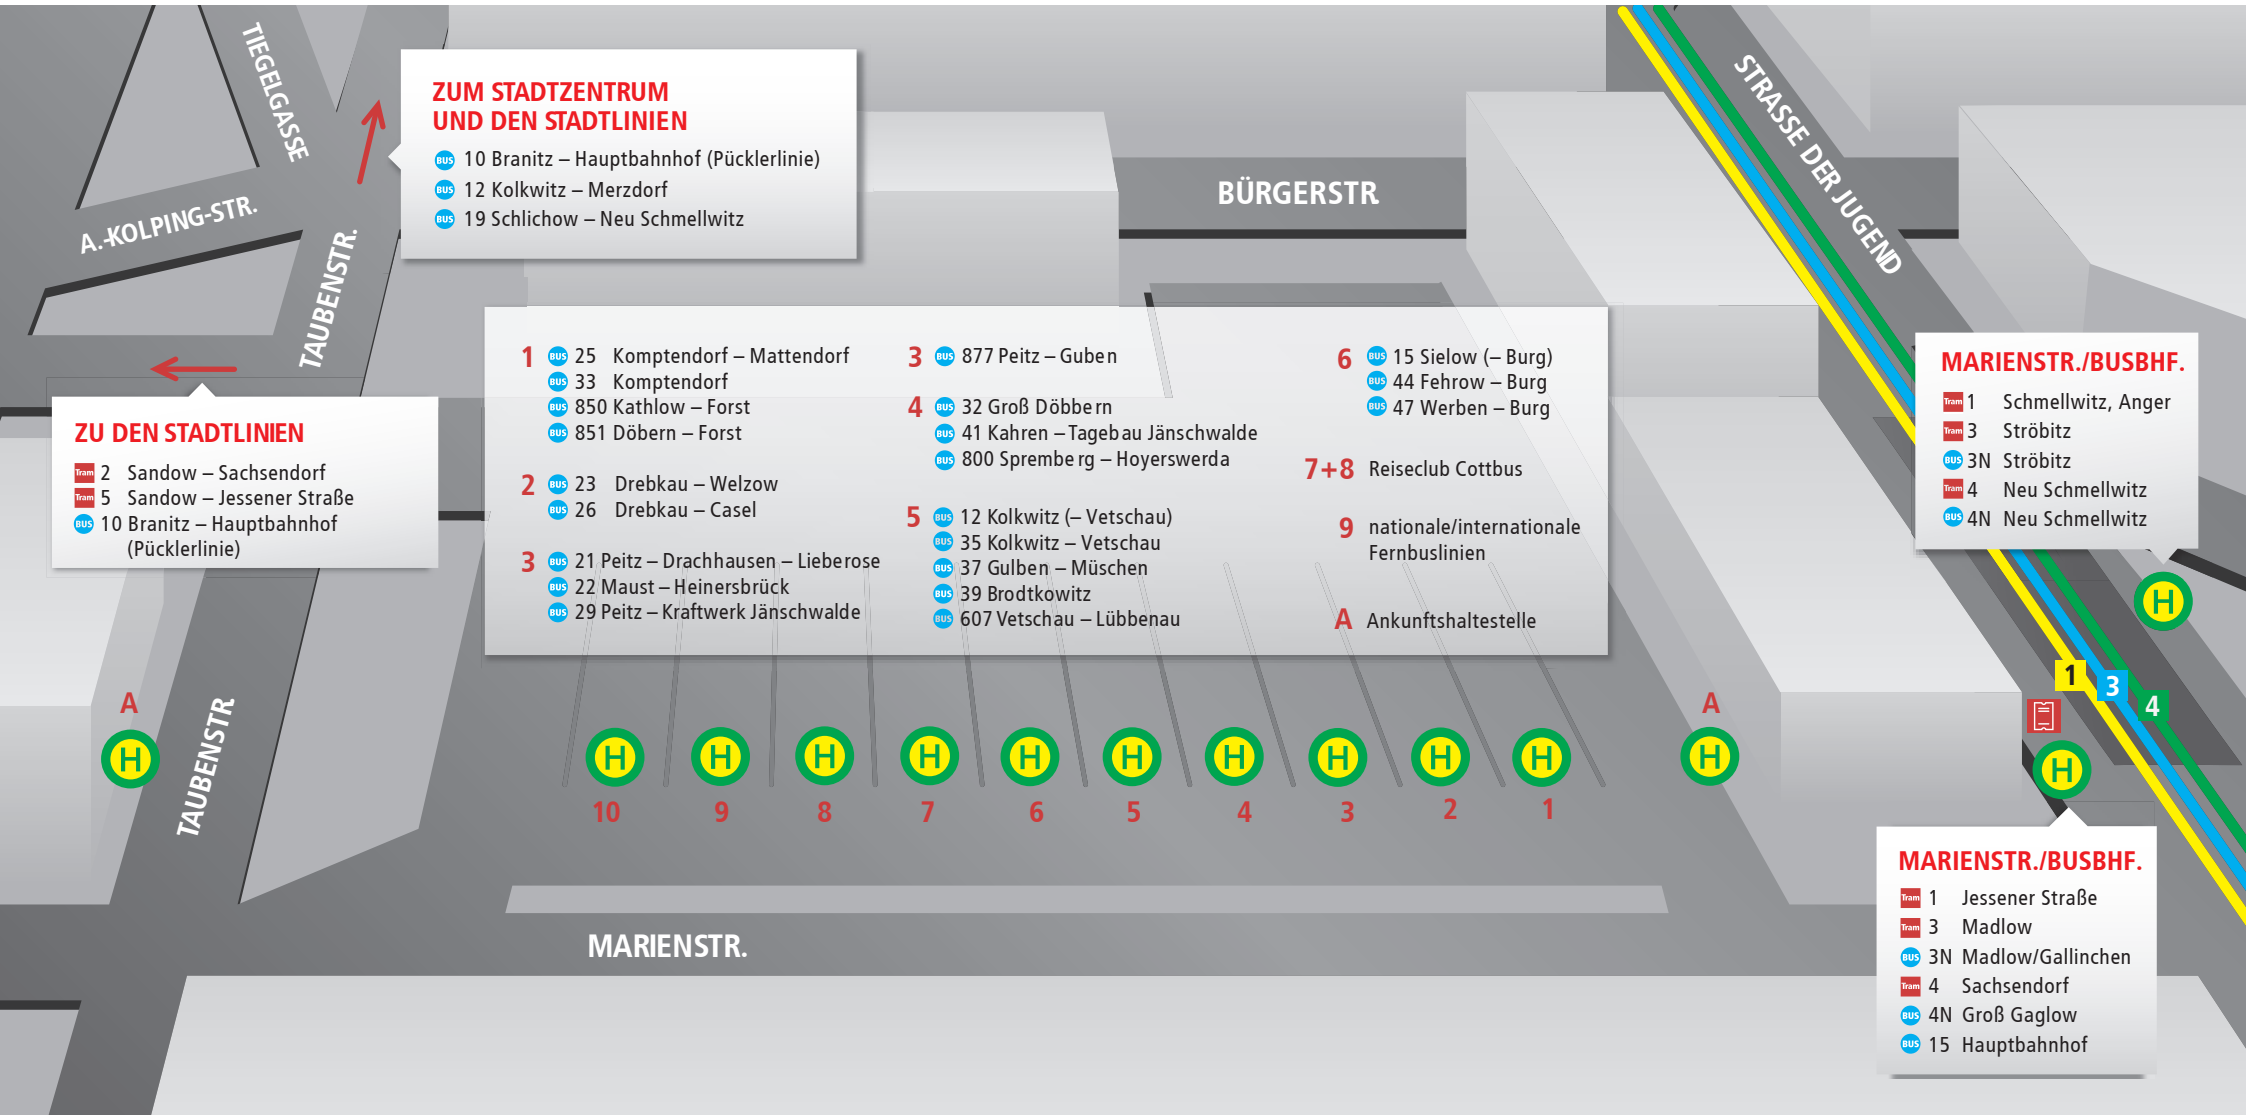 TIEGELGASSE
A.-KOLPING-STR.
TAUBENSTR.
ZUM STADTZENTRUM
UND DEN STADTLINIEN
BUS 10 Branitz – Hauptbahnhof (Pücklerlinie)
BUS 12 Kolkwitz – Merzdorf
BUS 19 Schlichow – Neu Schmellwitz
BÜRGERSTR.
STRASSE DER JUGEND
ZU DEN STADTLINIEN
Tram 2 Sandow – Sachsendorf
Tram 5 Sandow – Jessener Straße
BUS 10 Branitz – Hauptbahnhof
(Pücklerlinie)
1 BUS 25 Komptendorf – Mattendorf
BUS 33 Komptendorf
BUS 850 Kathlow – Forst
BUS 851 Döbern – Forst
2 BUS 23 Drebkau – Welzow
BUS 26 Drebkau – Casel
3 BUS 21 Peitz – Drachhausen – Lieberose
BUS 22 Maust – Heinersbrück
BUS 29 Peitz – Kraftwerk Jänschwalde
3 BUS 877 Peitz – Guben
4 BUS 32 Groß Döbbern
BUS 41 Kahren – Tagebau Jänschwalde
BUS 800 Spremberg – Hoyerswerda
5 BUS 12 Kolkwitz (– Vetschau)
BUS 35 Kolkwitz – Vetschau
BUS 37 Gulben – Müschen
BUS 39 Brodtkowitz
BUS 607 Vetschau – Lübbenau
6 BUS 15 Sielow (– Burg)
BUS 44 Fehrow – Burg
BUS 47 Werben – Burg
7+8 Reiseclub Cottbus
9 nationale/internationale
Fernbuslinien
A Ankunftshaltestelle
MARIENSTR./BUSBHF.
Tram 1 Schmellwitz, Anger
Tram 3 Ströbitz
BUS 3N Ströbitz
Tram 4 Neu Schmellwitz
BUS 4N Neu Schmellwitz
H
1
3
4
A
H
TAUBENSTR.
H H H H H H H H H H
10 9 8 7 6 5 4 3 2 1
A
H
H
MARIENSTR.
MARIENSTR./BUSBHF.
Tram 1 Jessener Straße
Tram 3 Madlow
BUS 3N Madlow/Gallinchen
Tram 4 Sachsendorf
BUS 4N Groß Gaglow
BUS 15 Hauptbahnhof